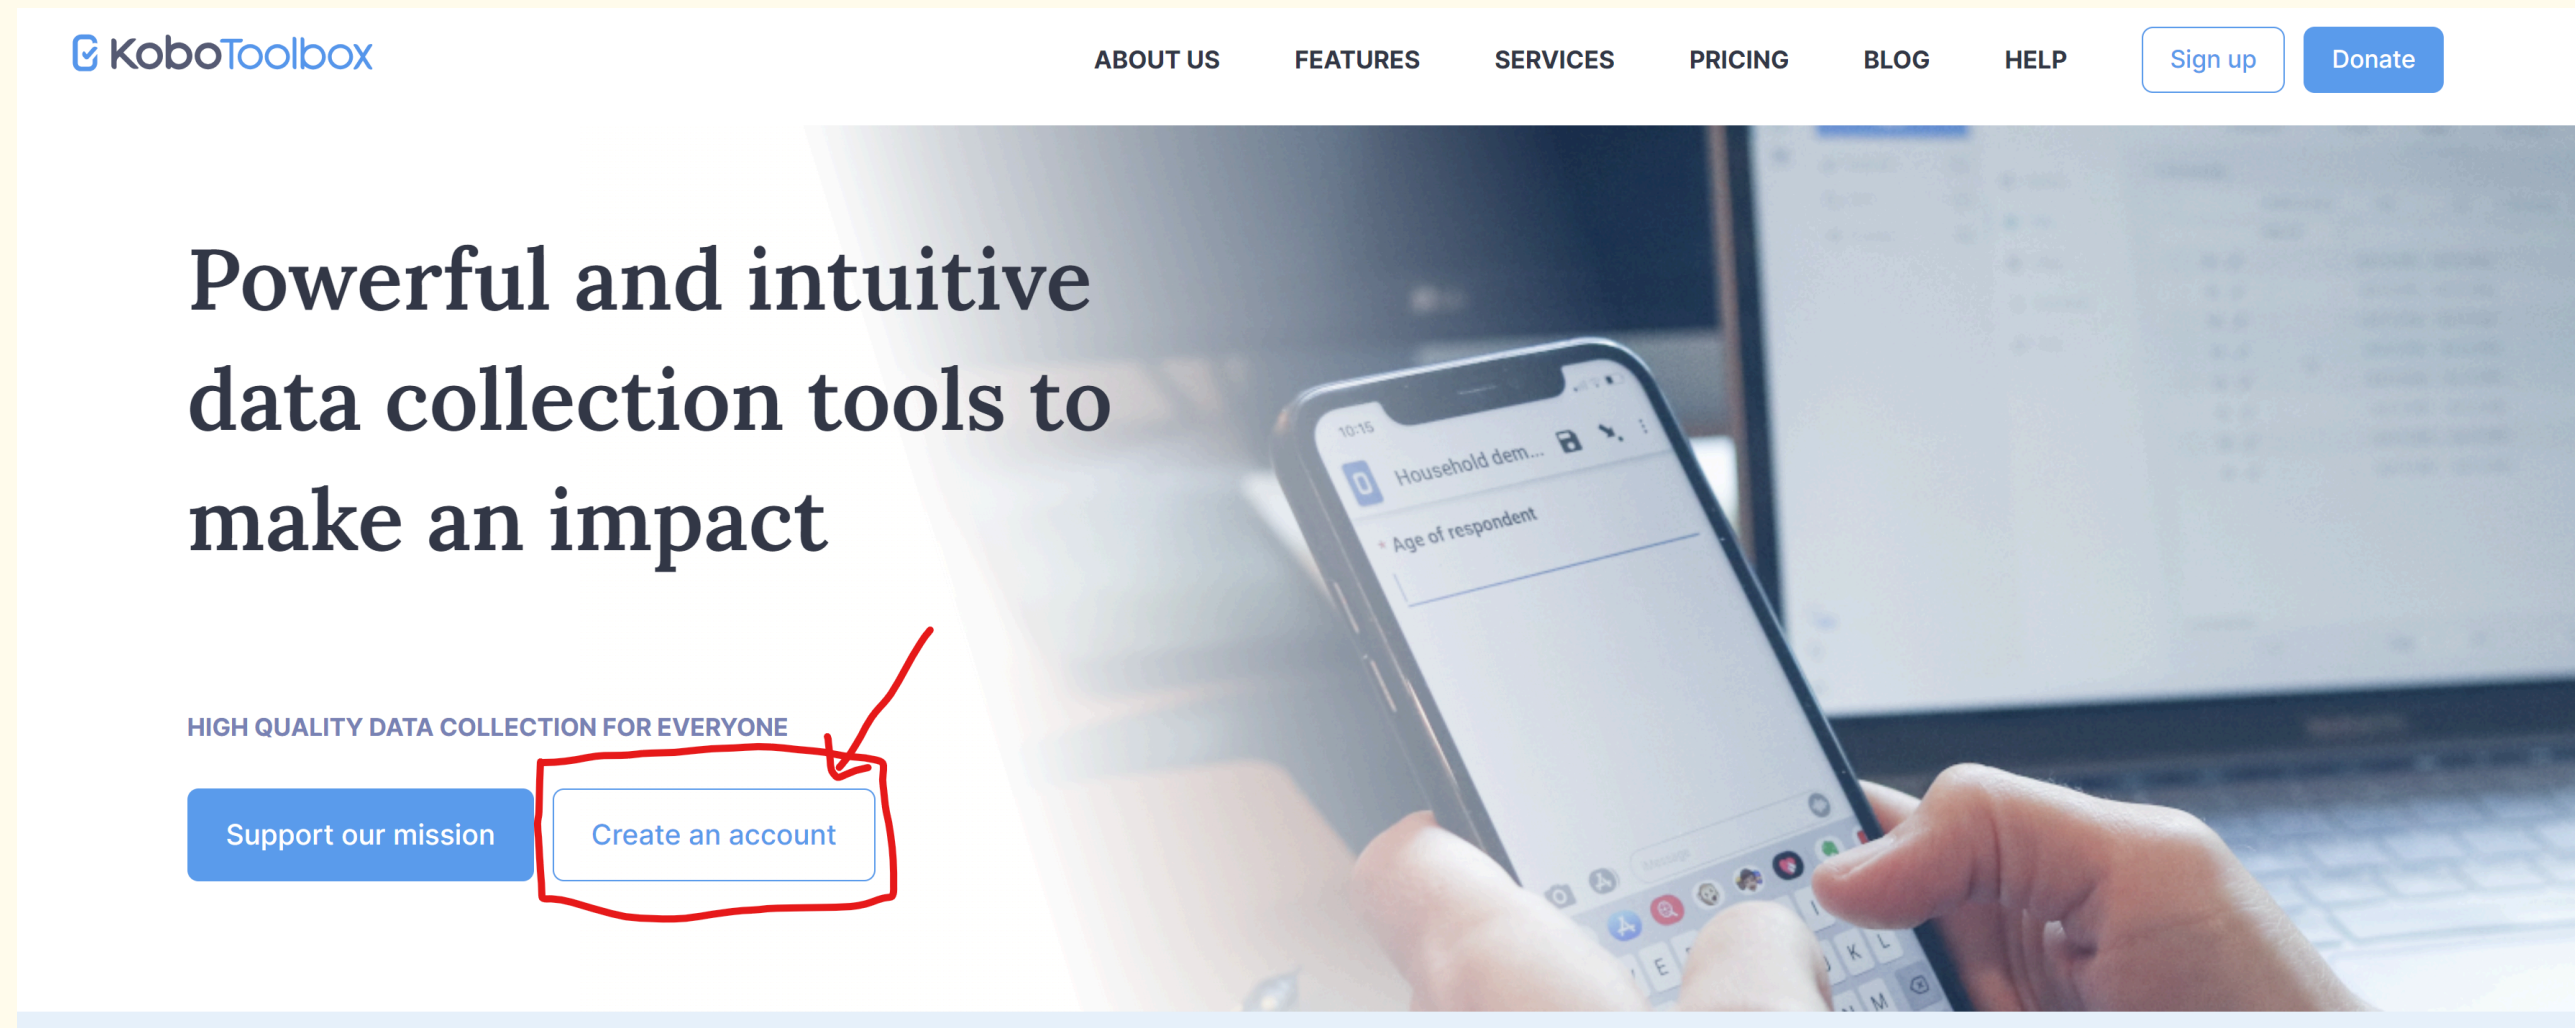 KoboToolbox
ABOUT US FEATURES SERVICES PRICING BLOG HELP Sign up Donate
Powerful and intuitive
data collection tools to
make an impact
10:15
Household dem...
* Age of respondent
HIGH QUALITY DATA COLLECTION FOR EVERYONE
Support our mission Create an account